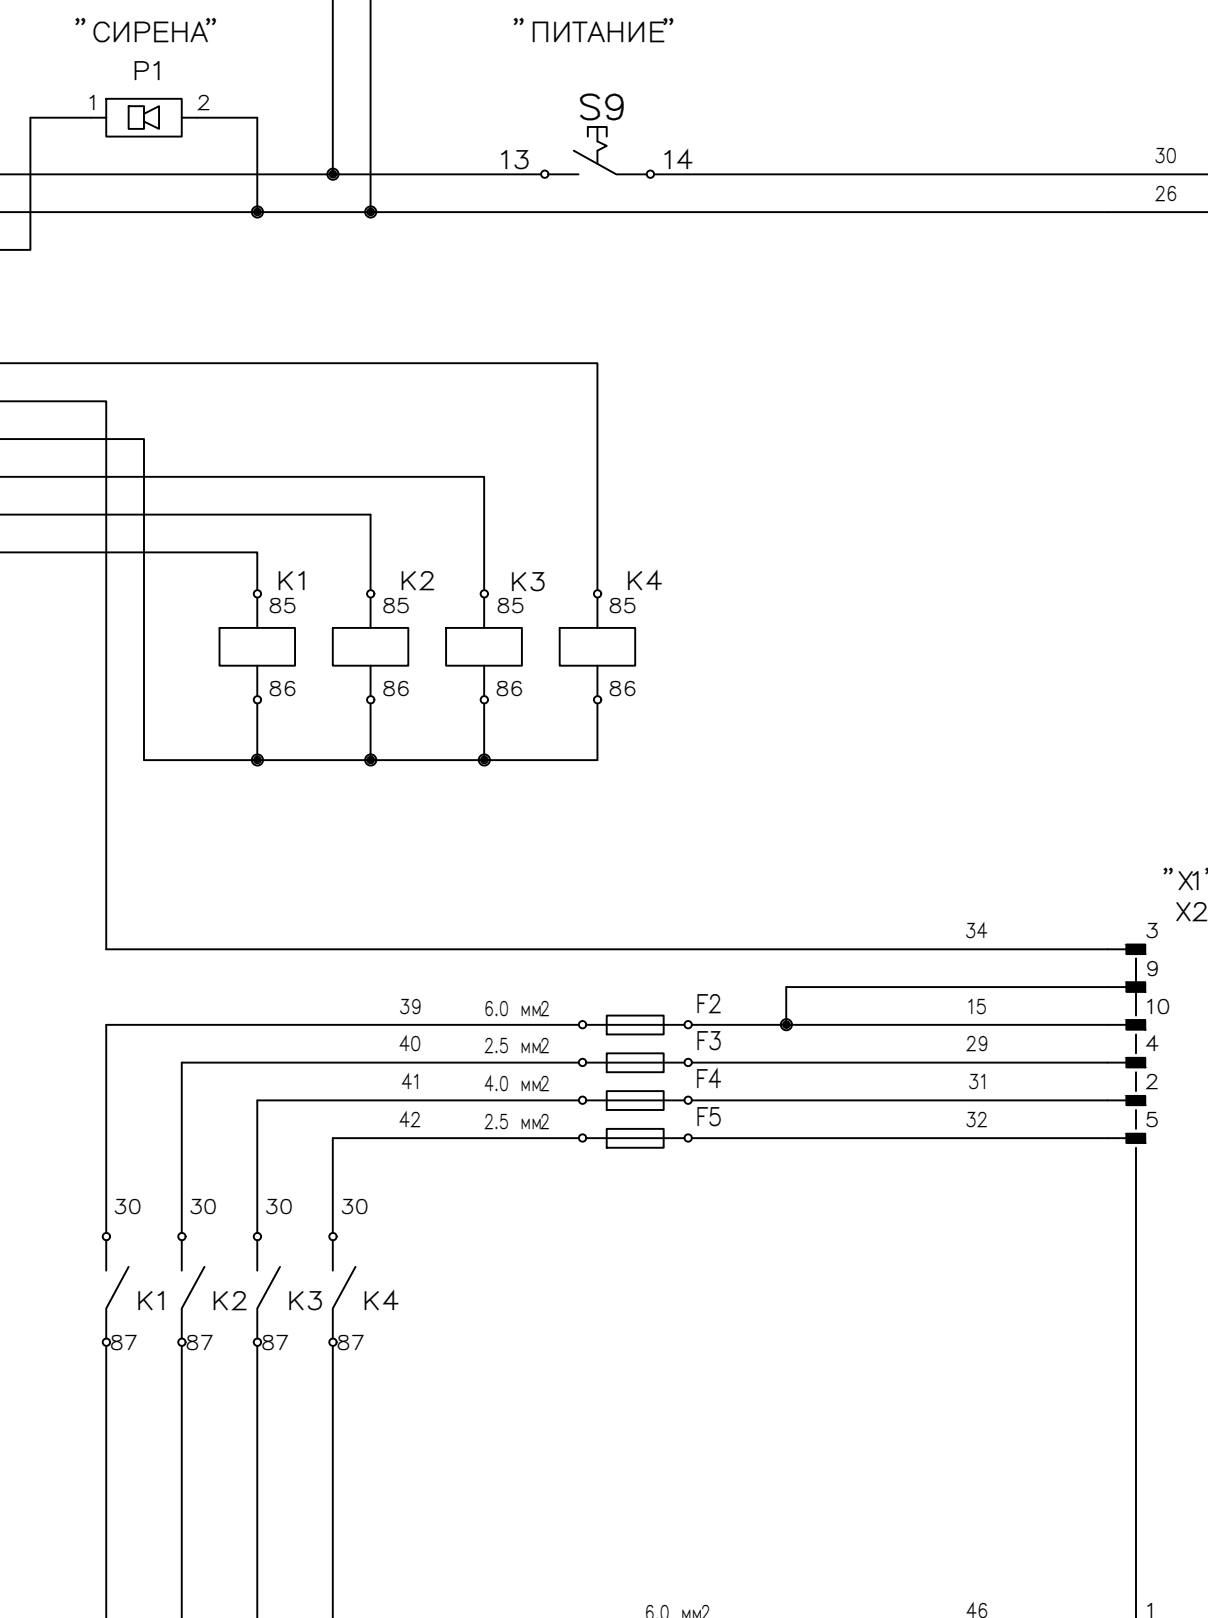 "СИРЕНА" "ПИТАНИЕ"
P1
1 2 S9
13 14 30
26
K1 K2 K3 K4
85 85 85 85
86 86 86 86
"X1"
X2
34 3
9
39 6.0 мм2 F2 15 10
40 2.5 мм2 F3 29 4
41 4.0 мм2 F4 31 2
42 2.5 мм2 F5 32 5
30 30 30 30
K1 K2 K3 K4
87 87 87 87
6.0 мм2 46 1